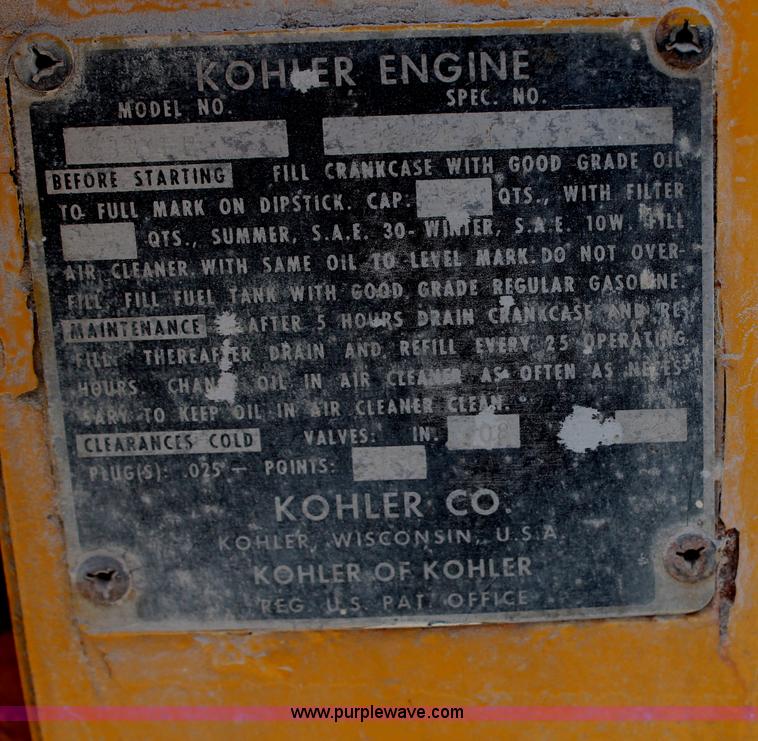 KOHLER ENGINE
MODEL NO. SPEC. NO.
BEFORE STARTING FILL CRANKCASE WITH GOOD GRADE OIL
TO FULL MARK ON DIPSTICK. CAP. QTS., WITH FILTER
QTS., SUMMER, S.A.E. 30- WINTER, S.A.E. 10W. FILL
AIR CLEANER WITH SAME OIL TO LEVEL MARK. DO NOT OVER-
FILL. FILL FUEL TANK WITH GOOD GRADE REGULAR GASOLINE.
MAINTENANCE AFTER 5 HOURS DRAIN CRANKCASE AND RE-
FILL. THEREAFTER DRAIN AND REFILL EVERY 25 OPERATING
HOURS. CHANGE OIL IN AIR CLEANER AS OFTEN AS NECES-
SARY TO KEEP OIL IN AIR CLEANER CLEAN.
CLEARANCES COLD VALVES: IN.
PLUG(S): .025 - POINTS:
KOHLER CO.
KOHLER, WISCONSIN, U.S.A.
KOHLER OF KOHLER
REG. U.S. PAT. OFFICE
www.purplewave.com